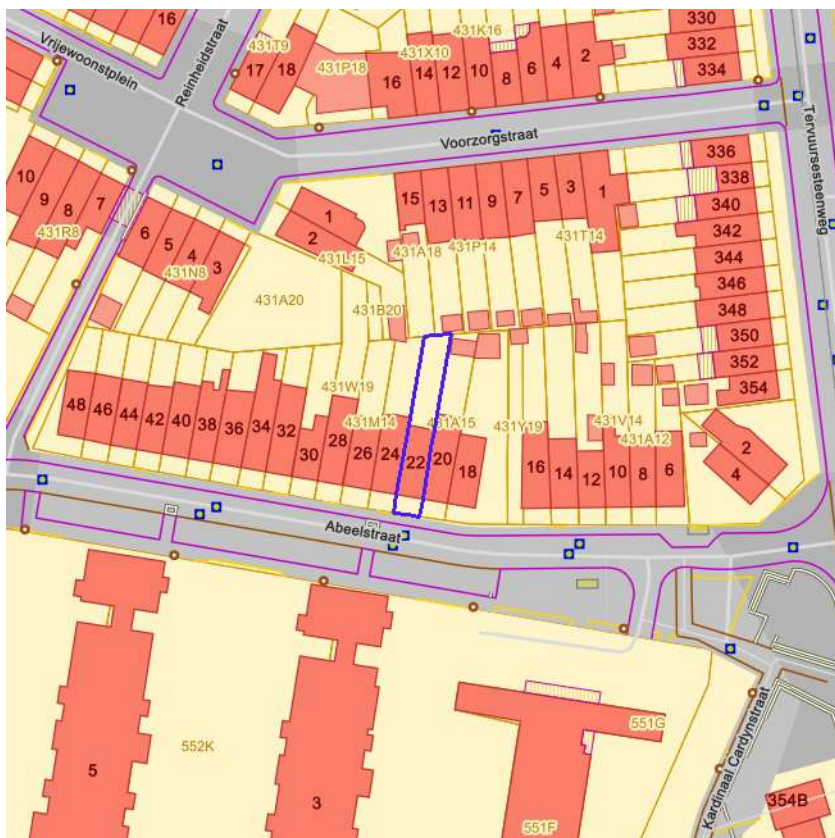 16
330
332
334
431K16
431X10
431T9
17
18
431P18
16
14
12
10
8
6
4
2
Vrijewoonstplein
Reinheidstraat
Voorzorgstraat
Tervuursesteenweg
336
338
340
342
344
346
348
350
352
354
10
9
8
7
431R8
6
5
4
3
431N8
1
2
431L15
15
13
11
9
7
5
3
1
431A18
431P14
431T14
431A20
431B20
431W19
431M14
431A15
431Y19
431V14
431A12
48
46
44
42
40
38
36
34
32
30
28
26
24
22
20
18
16
14
12
10
8
6
2
4
Abeelstraat
552K
5
3
551G
551F
Kardinaal Cardynstraat
354B